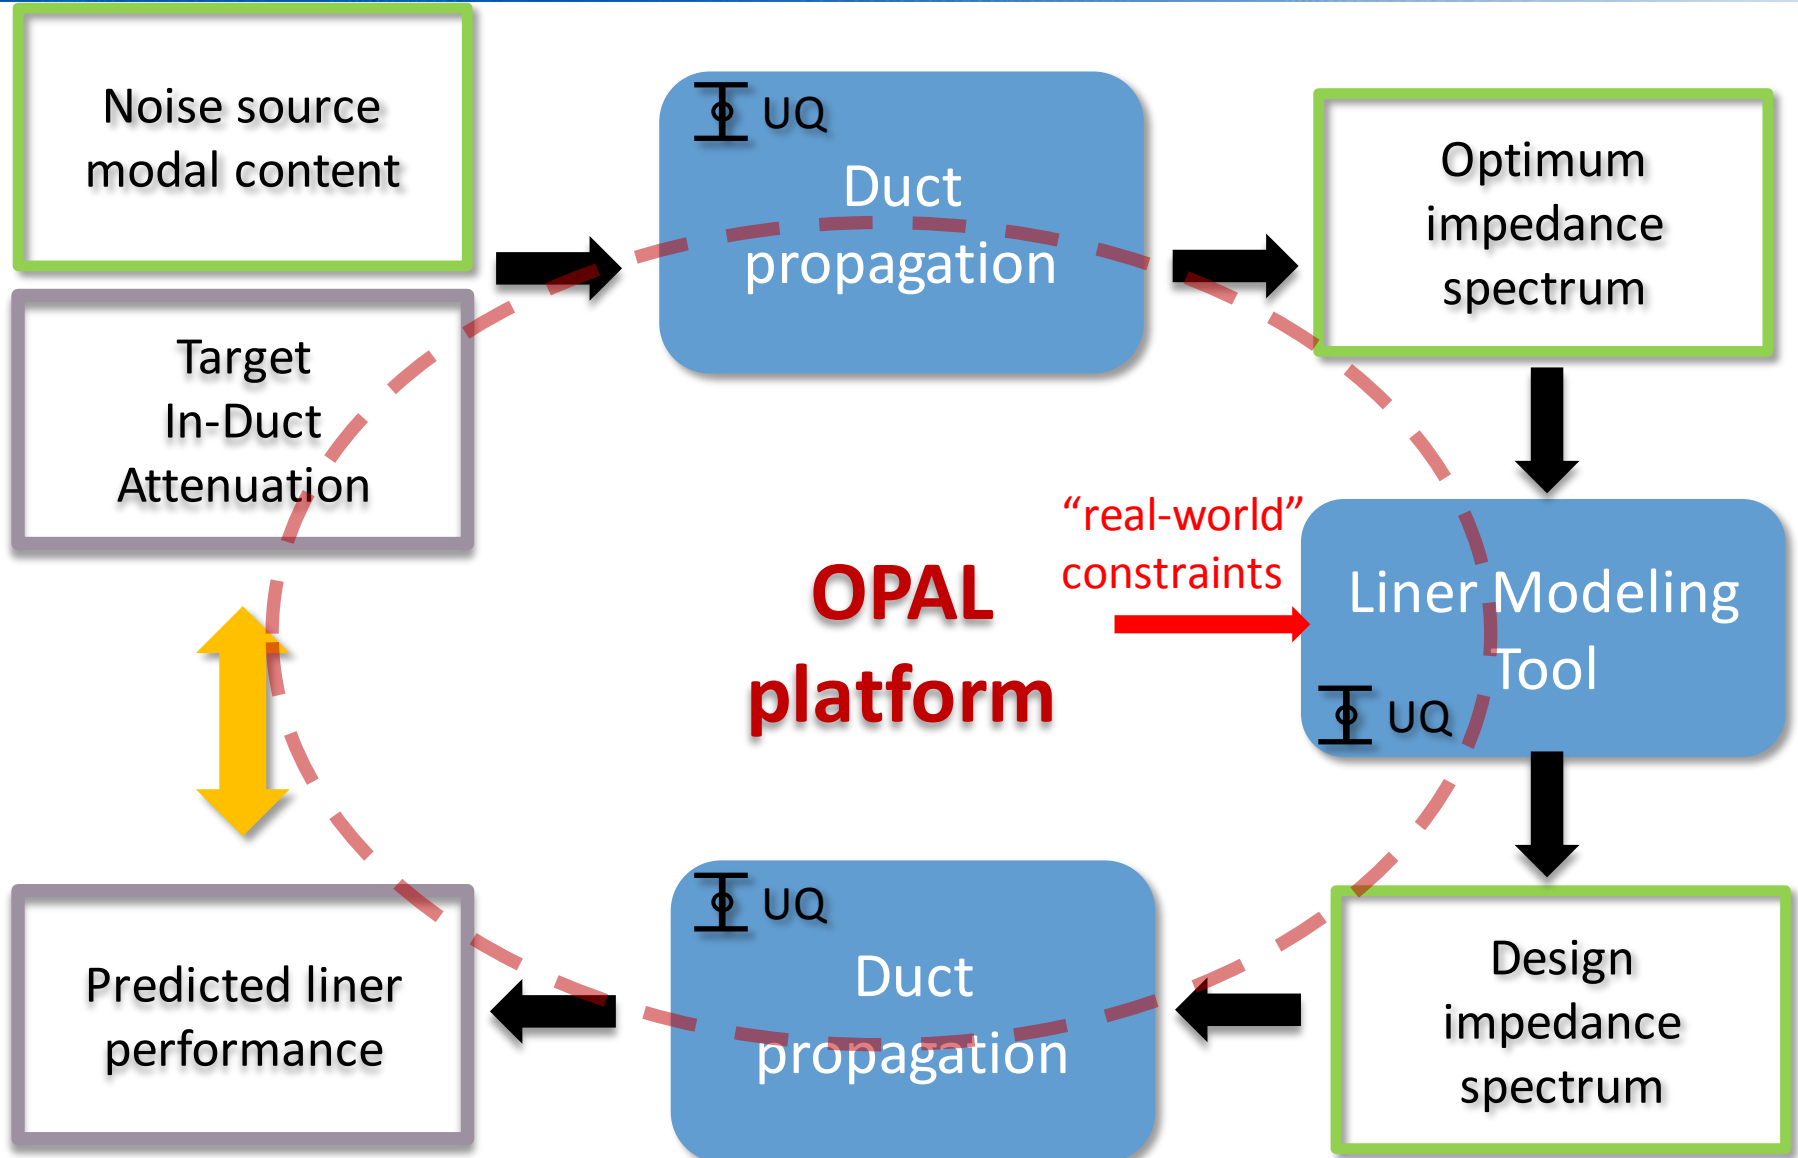 Noise source
modal content
Target
In-Duct
Attenuation
UQ
Duct
propagation
Optimum
impedance
spectrum
“real-world”
constraints
OPAL
platform
Liner Modeling
Tool
UQ
Predicted liner
performance
UQ
Duct
propagation
Design
impedance
spectrum